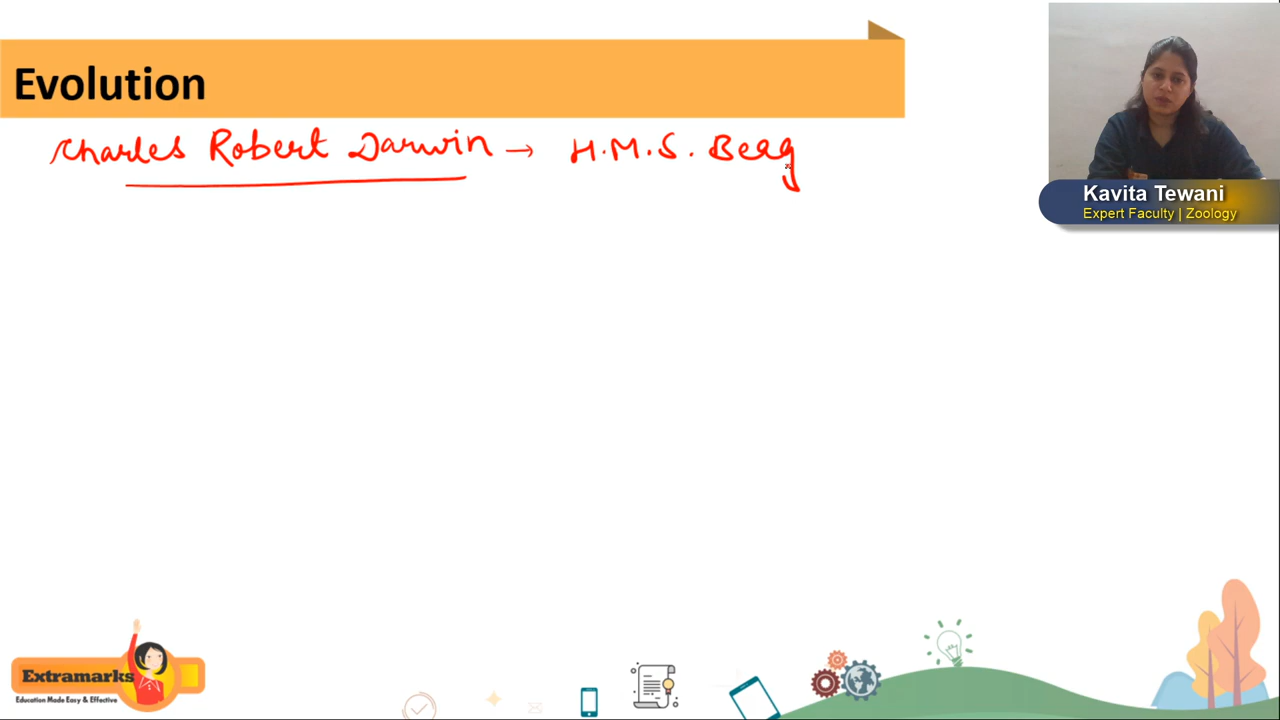 Evolution
Charles Robert Darwin → H.M.S. Beag
Kavita Tewani
Expert Faculty | Zoology
Extramarks
Education Made Easy & Effective